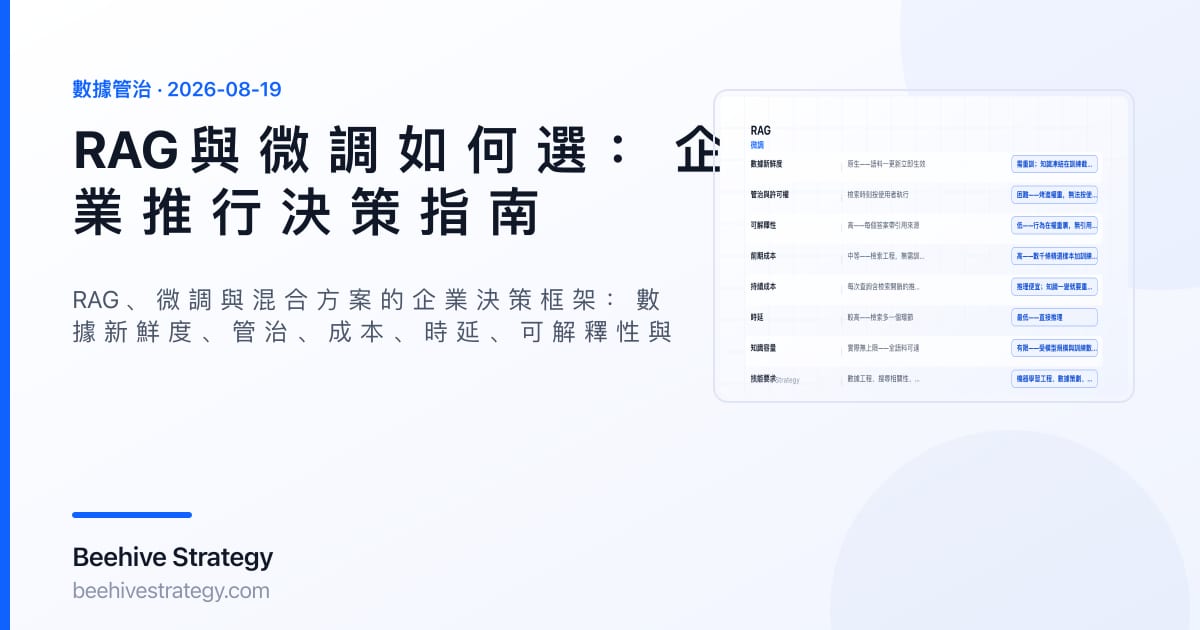 數據管治 · 2026-08-19
RAG與微調如何選：企
業推行決策指南
RAG、微調與混合方案的企業決策框架：數
據新鮮度、管治、成本、時延、可解釋性與
RAG
微調
數據新鮮度 原生——語料一更新立即生效 需重訓：知識凍結在訓練截...
管治與許可權 檢索時刻按使用者執行 困難——烤進權重，無法按使...
可解釋性 高——每個答案帶引用來源 低——行為在權重裏，無引用...
前期成本 中等——檢索工程，無需訓... 高——數千條精選樣本加訓練...
持續成本 每次查詢含檢索開銷的推... 推理便宜；知識一變就要重...
時延 較高——檢索多一個環節 最低——直接推理
知識容量 實際無上限——全語料可達 有限——受模型規模與訓練數...
技能要求 數據工程、搜尋相關性、... 機器學習工程、數據策劃、...
Strategy
Beehive Strategy
beehivestrategy.com